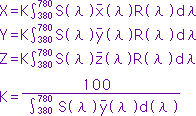 X=K∫₃₈₀⁷⁸⁰ S(λ)x̄(λ)R(λ)dλ
Y=K∫₃₈₀⁷⁸⁰ S(λ)ȳ(λ)R(λ)dλ
Z=K∫₃₈₀⁷⁸⁰ S(λ)z̄(λ)R(λ)dλ
K= 100 / ∫₃₈₀⁷⁸⁰ S(λ)ȳ(λ)d(λ)